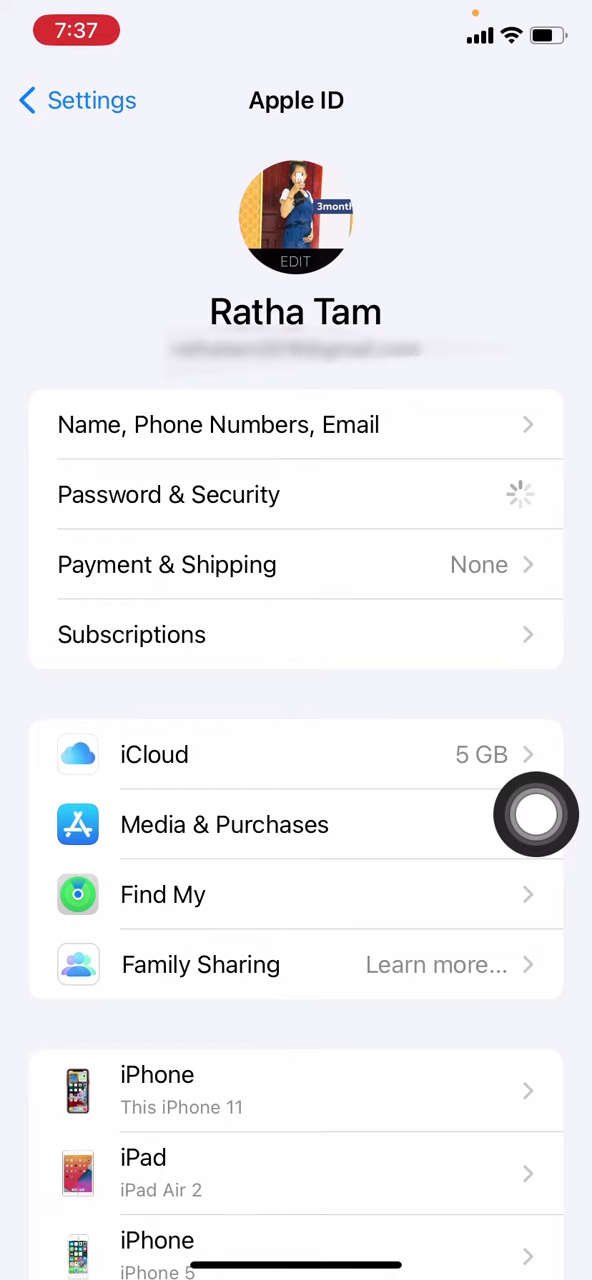 7:37
Settings
Apple ID
3month
EDIT
Ratha Tam
Name, Phone Numbers, Email
Password & Security
Payment & Shipping None
Subscriptions
iCloud 5 GB
Media & Purchases
Find My
Family Sharing Learn more...
iPhone
This iPhone 11
iPad
iPad Air 2
iPhone
iPhone 5